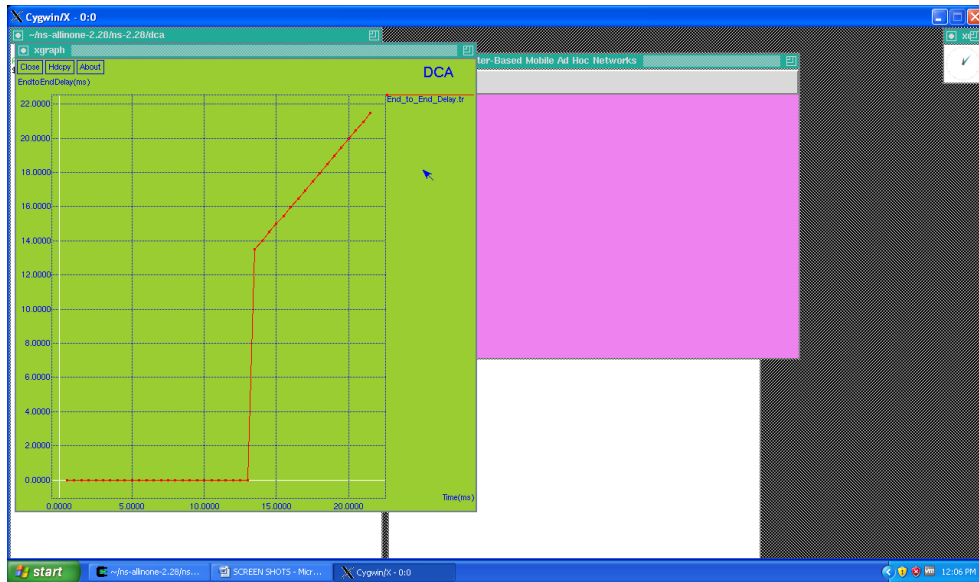 Cygwin/X - 0:0
~/ns-allinone-2.28/ns-2.28/dca
xgraph
ter-Based Mobile Ad Hoc Networks
Close Hdcpy About
DCA
EndtoEndDelay(ms)
End_to_End_Delay.tr
22.0000
20.0000
18.0000
16.0000
14.0000
12.0000
10.0000
8.0000
6.0000
4.0000
2.0000
0.0000
Time(ms)
0.0000 5.0000 10.0000 15.0000 20.0000
start ~/ns-allinone-2.28/ns... SCREEN SHOTS - Micr... Cygwin/X - 0:0 12:06 PM